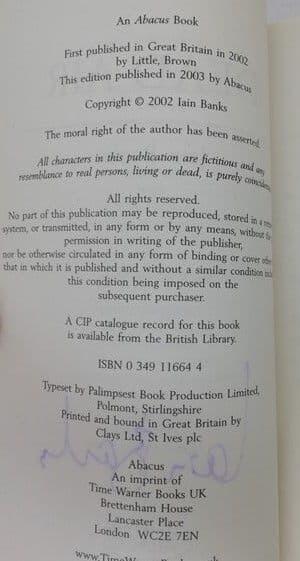 An Abacus Book
First published in Great Britain in 2002
by Little, Brown
This edition published in 2003 by Abacus
Copyright © 2002 Iain Banks
The moral right of the author has been asserted.
All characters in this publication are fictitious and any
resemblance to real persons, living or dead, is purely
All rights reserved.
No part of this publication may be reproduced, stored in a
system, or transmitted, in any form or by any means, without
permission in writing of the publisher,
nor be otherwise circulated in any form of binding or cover
that in which it is published and without a similar condition
this condition being imposed on the
subsequent purchaser.
A CIP catalogue record for this book
is available from the British Library.
ISBN 0 349 11664 4
Typeset by Palimpsest Book Production Limited,
Polmont, Stirlingshire
Printed and bound in Great Britain by
Clays Ltd, St Ives plc
Abacus
An imprint of
Time Warner Books UK
Brettenham House
Lancaster Place
London WC2E 7EN